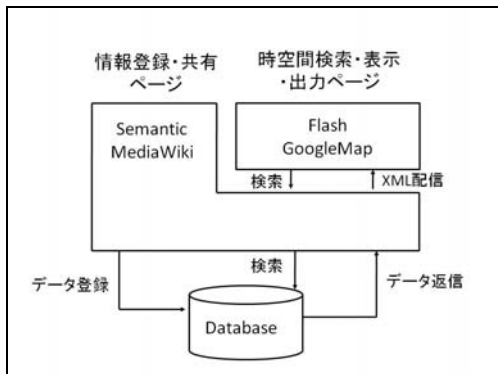 情報登録・共有
ページ
時空間検索・表示
・出力ページ
Semantic
MediaWiki
Flash
GoogleMap
検索
XML配信
データ登録
検索
データ返信
Database